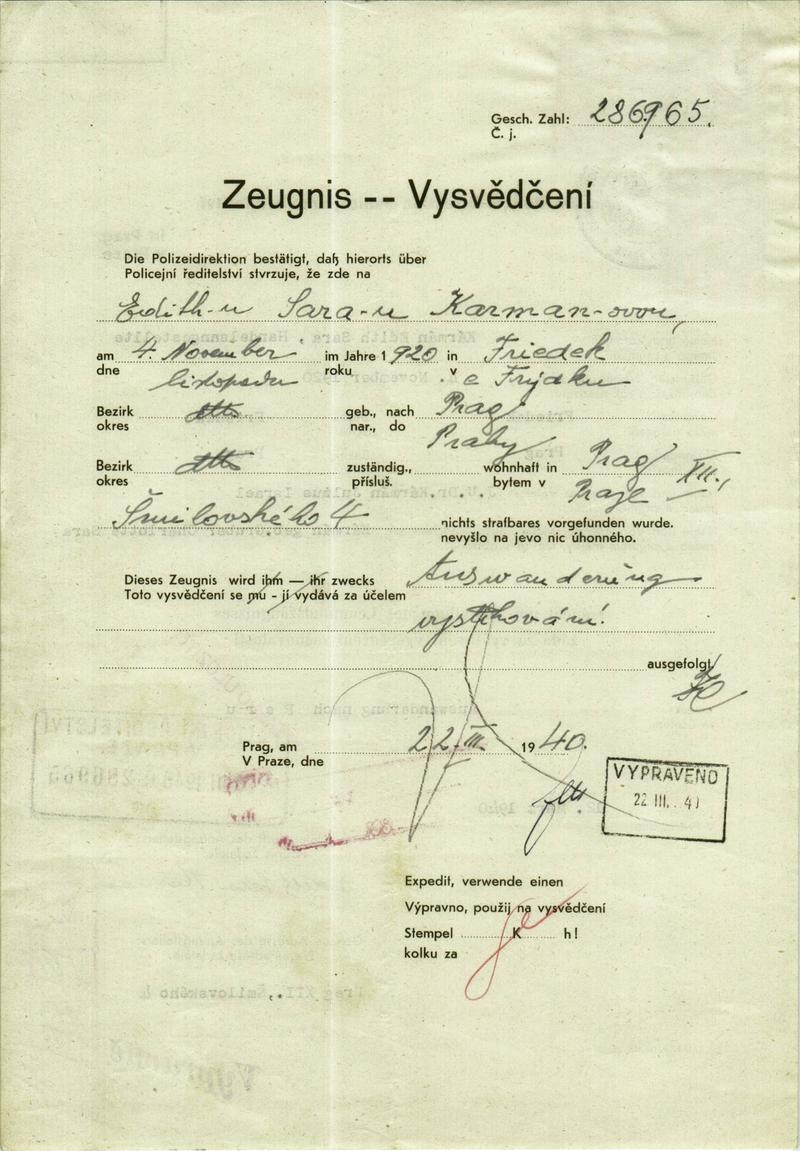 Gesch. Zahl: 286965.
Č. j.
Zeugnis -- Vysvědčení
Die Polizeidirektion bestätigt, daß hierorts über
Policejní ředitelství stvrzuje, že zde na
Edith-u Sara-u Karman-ovou,
am 4. November im Jahre 1920 in Friedek
dne listopadu roku v Frýdku
Bezirk geb., nach Prag
okres nar., do Prahy
Bezirk zuständig., wohnhaft in Prag XII.,
okres přísluš. bytem v Praze
Šmilovského 4 nichts strafbares vorgefunden wurde.
nevyšlo na jevo nic úhonného.
Dieses Zeugnis wird ihm — ihr zwecks Auswanderung
Toto vysvědčení se mu - jí vydává za účelem
vystěhování.
ausgefolgt
Prag, am 22. III. 1940.
V Praze, dne
VYPRAVENO
22 III. 40
Expedit, verwende einen
Výpravno, použij na vysvědčení
Stempel K h!
kolku za